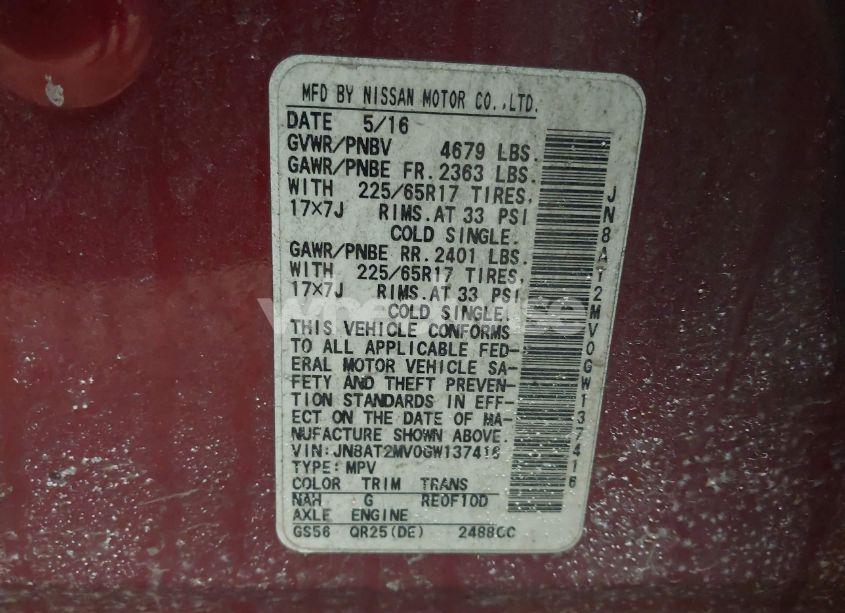 MFD BY NISSAN MOTOR CO.,LTD.
DATE 5/16
GVWR/PNBV 4679 LBS.
GAWR/PNBE FR. 2363 LBS.
WITH 225/65R17 TIRES,
17×7J RIMS.AT 33 PSI
COLD SINGLE.
GAWR/PNBE RR. 2401 LBS.
WITH 225/65R17 TIRES,
17×7J RIMS.AT 33 PSI
COLD SINGLE.
THIS VEHICLE CONFORMS
TO ALL APPLICABLE FED-
ERAL MOTOR VEHICLE SA-
FETY AND THEFT PREVEN-
TION STANDARDS IN EFF-
ECT ON THE DATE OF MA-
NUFACTURE SHOWN ABOVE.
VIN:JN8AT2MV0GW137416
TYPE:MPV
COLOR TRIM TRANS
NAH G RE0F10D
AXLE ENGINE
GS56 QR25(DE) 2488CC
JN8AT2MV0GW137416